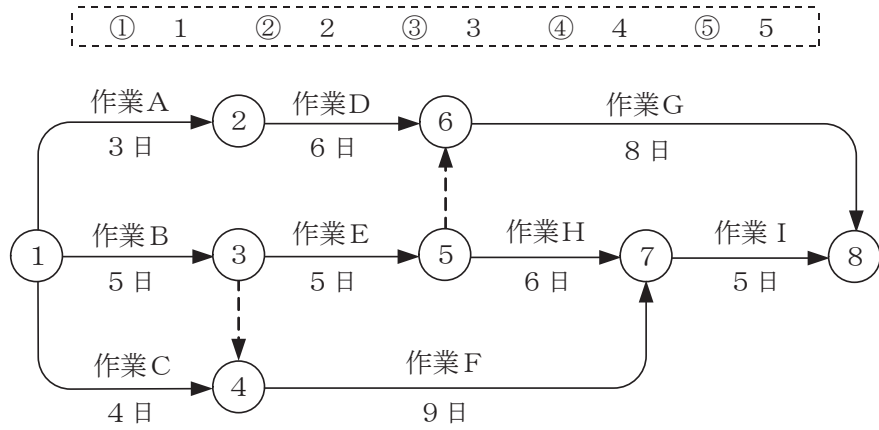 ① 1 ② 2 ③ 3 ④ 4 ⑤ 5
作業A 作業D 作業G
2 6
3日 6日 8日
作業B 作業E 作業H 作業I
1 3 5 7 8
5日 5日 6日 5日
作業C 作業F
4
4日 9日